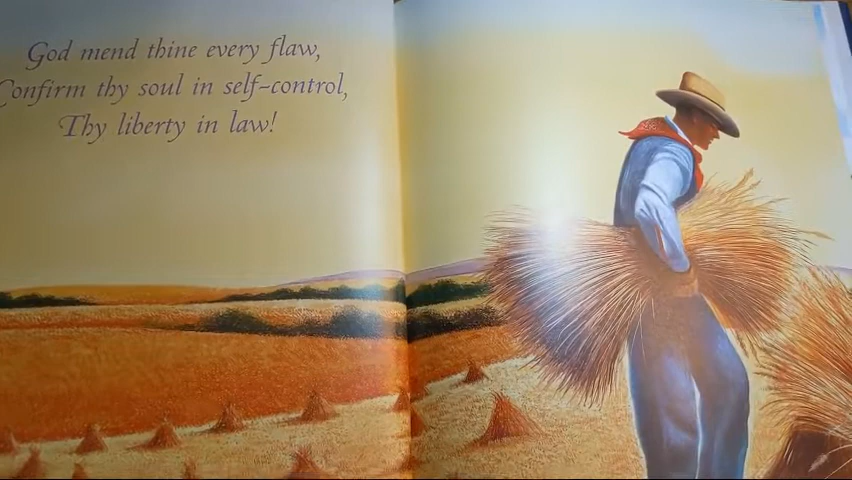 God mend thine every flaw,
Confirm thy soul in self-control,
Thy liberty in law!